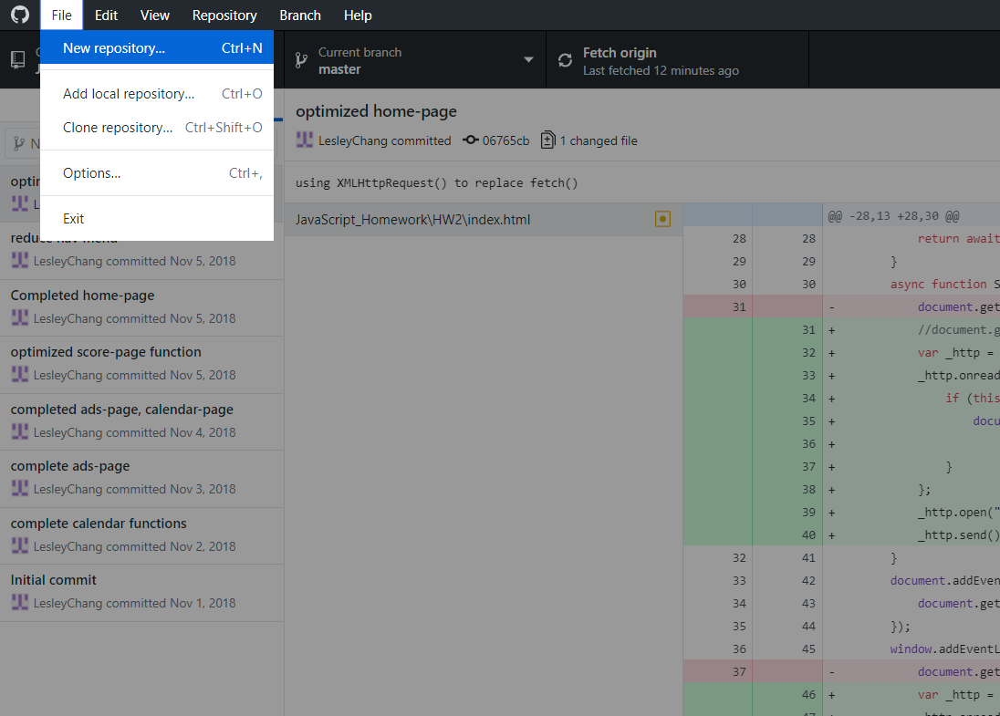 File Edit View Repository Branch Help
New repository... Ctrl+N
Add local repository... Ctrl+O
Clone repository... Ctrl+Shift+O
Options... Ctrl+,
Exit
Current branch
master
Fetch origin
Last fetched 12 minutes ago
optimized home-page
LesleyChang committed 06765cb 1 changed file
using XMLHttpRequest() to replace fetch()
JavaScript_Homework\HW2\index.html
LesleyChang committed Nov 5, 2018
Completed home-page
LesleyChang committed Nov 5, 2018
optimized score-page function
LesleyChang committed Nov 5, 2018
completed ads-page, calendar-page
LesleyChang committed Nov 4, 2018
complete ads-page
LesleyChang committed Nov 3, 2018
complete calendar functions
LesleyChang committed Nov 2, 2018
Initial commit
LesleyChang committed Nov 1, 2018
@@ -28,13 +28,30 @@
28 28 return await
29 29 }
30 30 async function S
31 - document.get
31 + //document.g
32 + var _http =
33 + _http.onread
34 + if (this
35 + docu
36 +
37 + }
38 + };
39 + _http.open("
40 + _http.send()
32 41 }
33 42 document.addEven
34 43 document.get
35 44 });
36 45 window.addEventL
37 - document.get
46 + var _http =